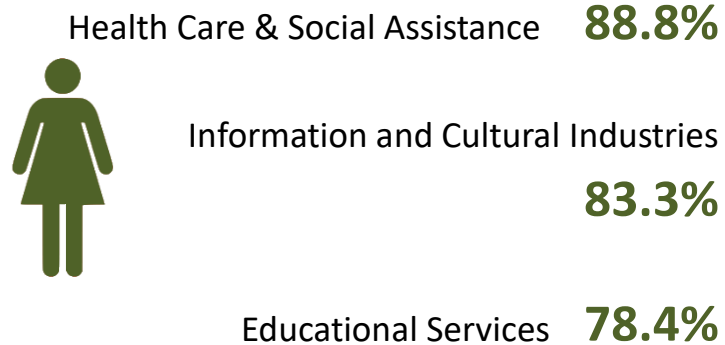 Health Care & Social Assistance 88.8%
Information and Cultural Industries
83.3%
Educational Services 78.4%